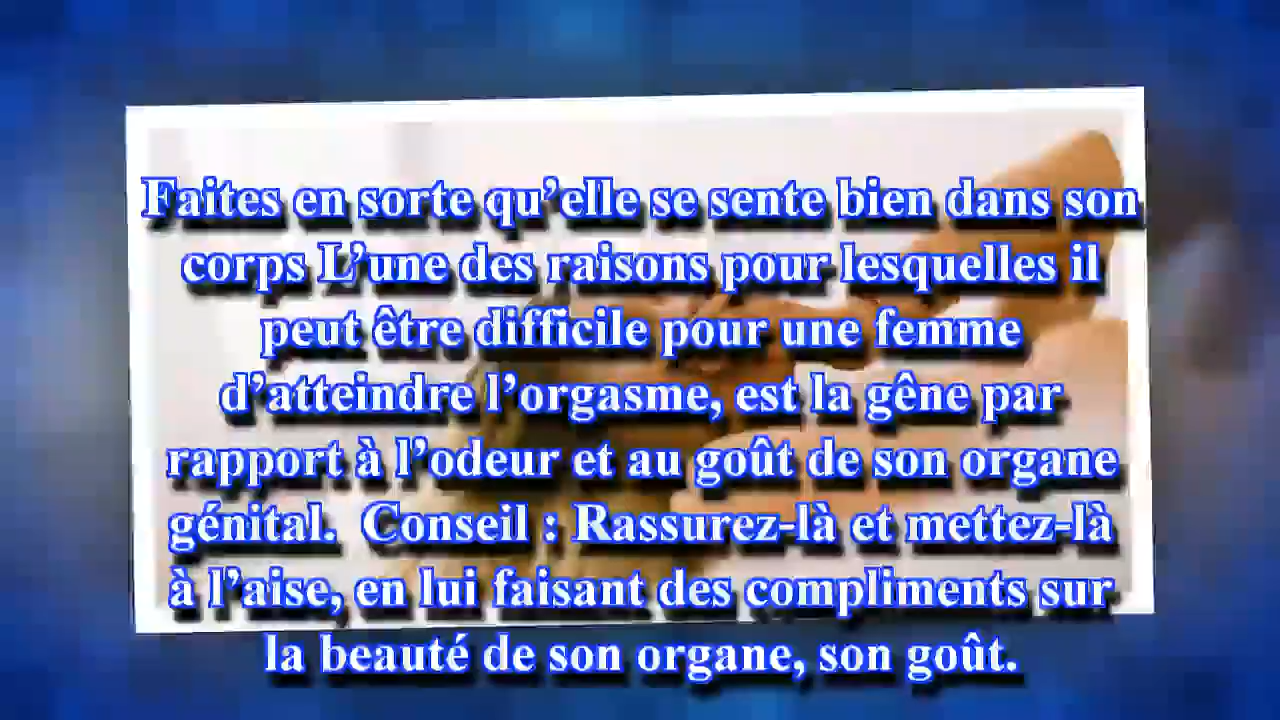 Faites en sorte qu’elle se sente bien dans son
corps L’une des raisons pour lesquelles il
peut être difficile pour une femme
d’atteindre l’orgasme, est la gêne par
rapport à l’odeur et au goût de son organe
génital.  Conseil : Rassurez-là et mettez-là
à l’aise, en lui faisant des compliments sur
la beauté de son organe, son goût.